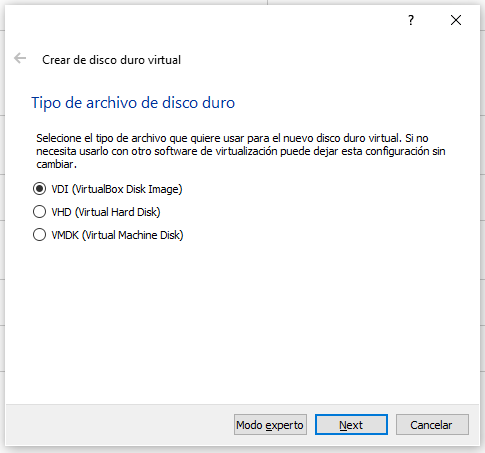 ?
Crear de disco duro virtual
Tipo de archivo de disco duro
Selecione el tipo de archivo que quiere usar para el nuevo disco duro virtual. Si no
necesita usarlo con otro software de virtualización puede dejar esta configuración sin
cambiar.
VDI (VirtualBox Disk Image)
VHD (Virtual Hard Disk)
VMDK (Virtual Machine Disk)
Modo experto Next Cancelar